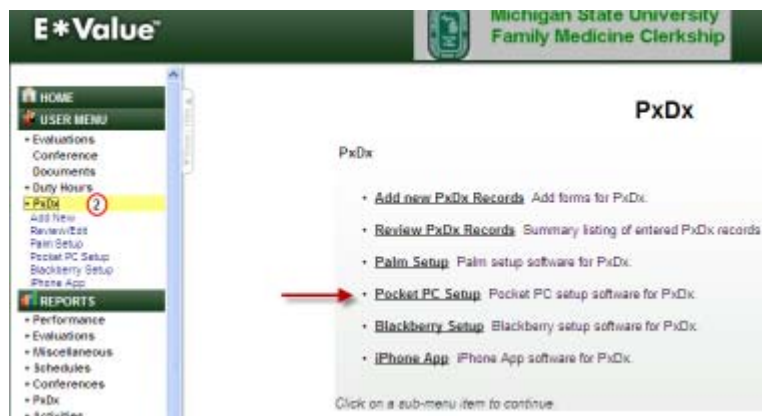 E*Value™
Michigan State University
Family Medicine Clerkship
HOME
USER MENU
Evaluations
Conference
Documents
Duty Hours
PxDx
2
Add New
Review/Edit
Palm Setup
Pocket PC Setup
Blackberry Setup
iPhone App
REPORTS
Performance
Evaluations
Miscellaneous
Schedules
Conferences
PxDx
Activities
PxDx
PxDx
Add new PxDx Records Add forms for PxDx.
Review PxDx Records Summary listing of entered PxDx records
Palm Setup Palm setup software for PxDx.
Pocket PC Setup Pocket PC setup software for PxDx.
Blackberry Setup Blackberry setup software for PxDx.
iPhone App iPhone App software for PxDx.
Click on a sub-menu item to continue